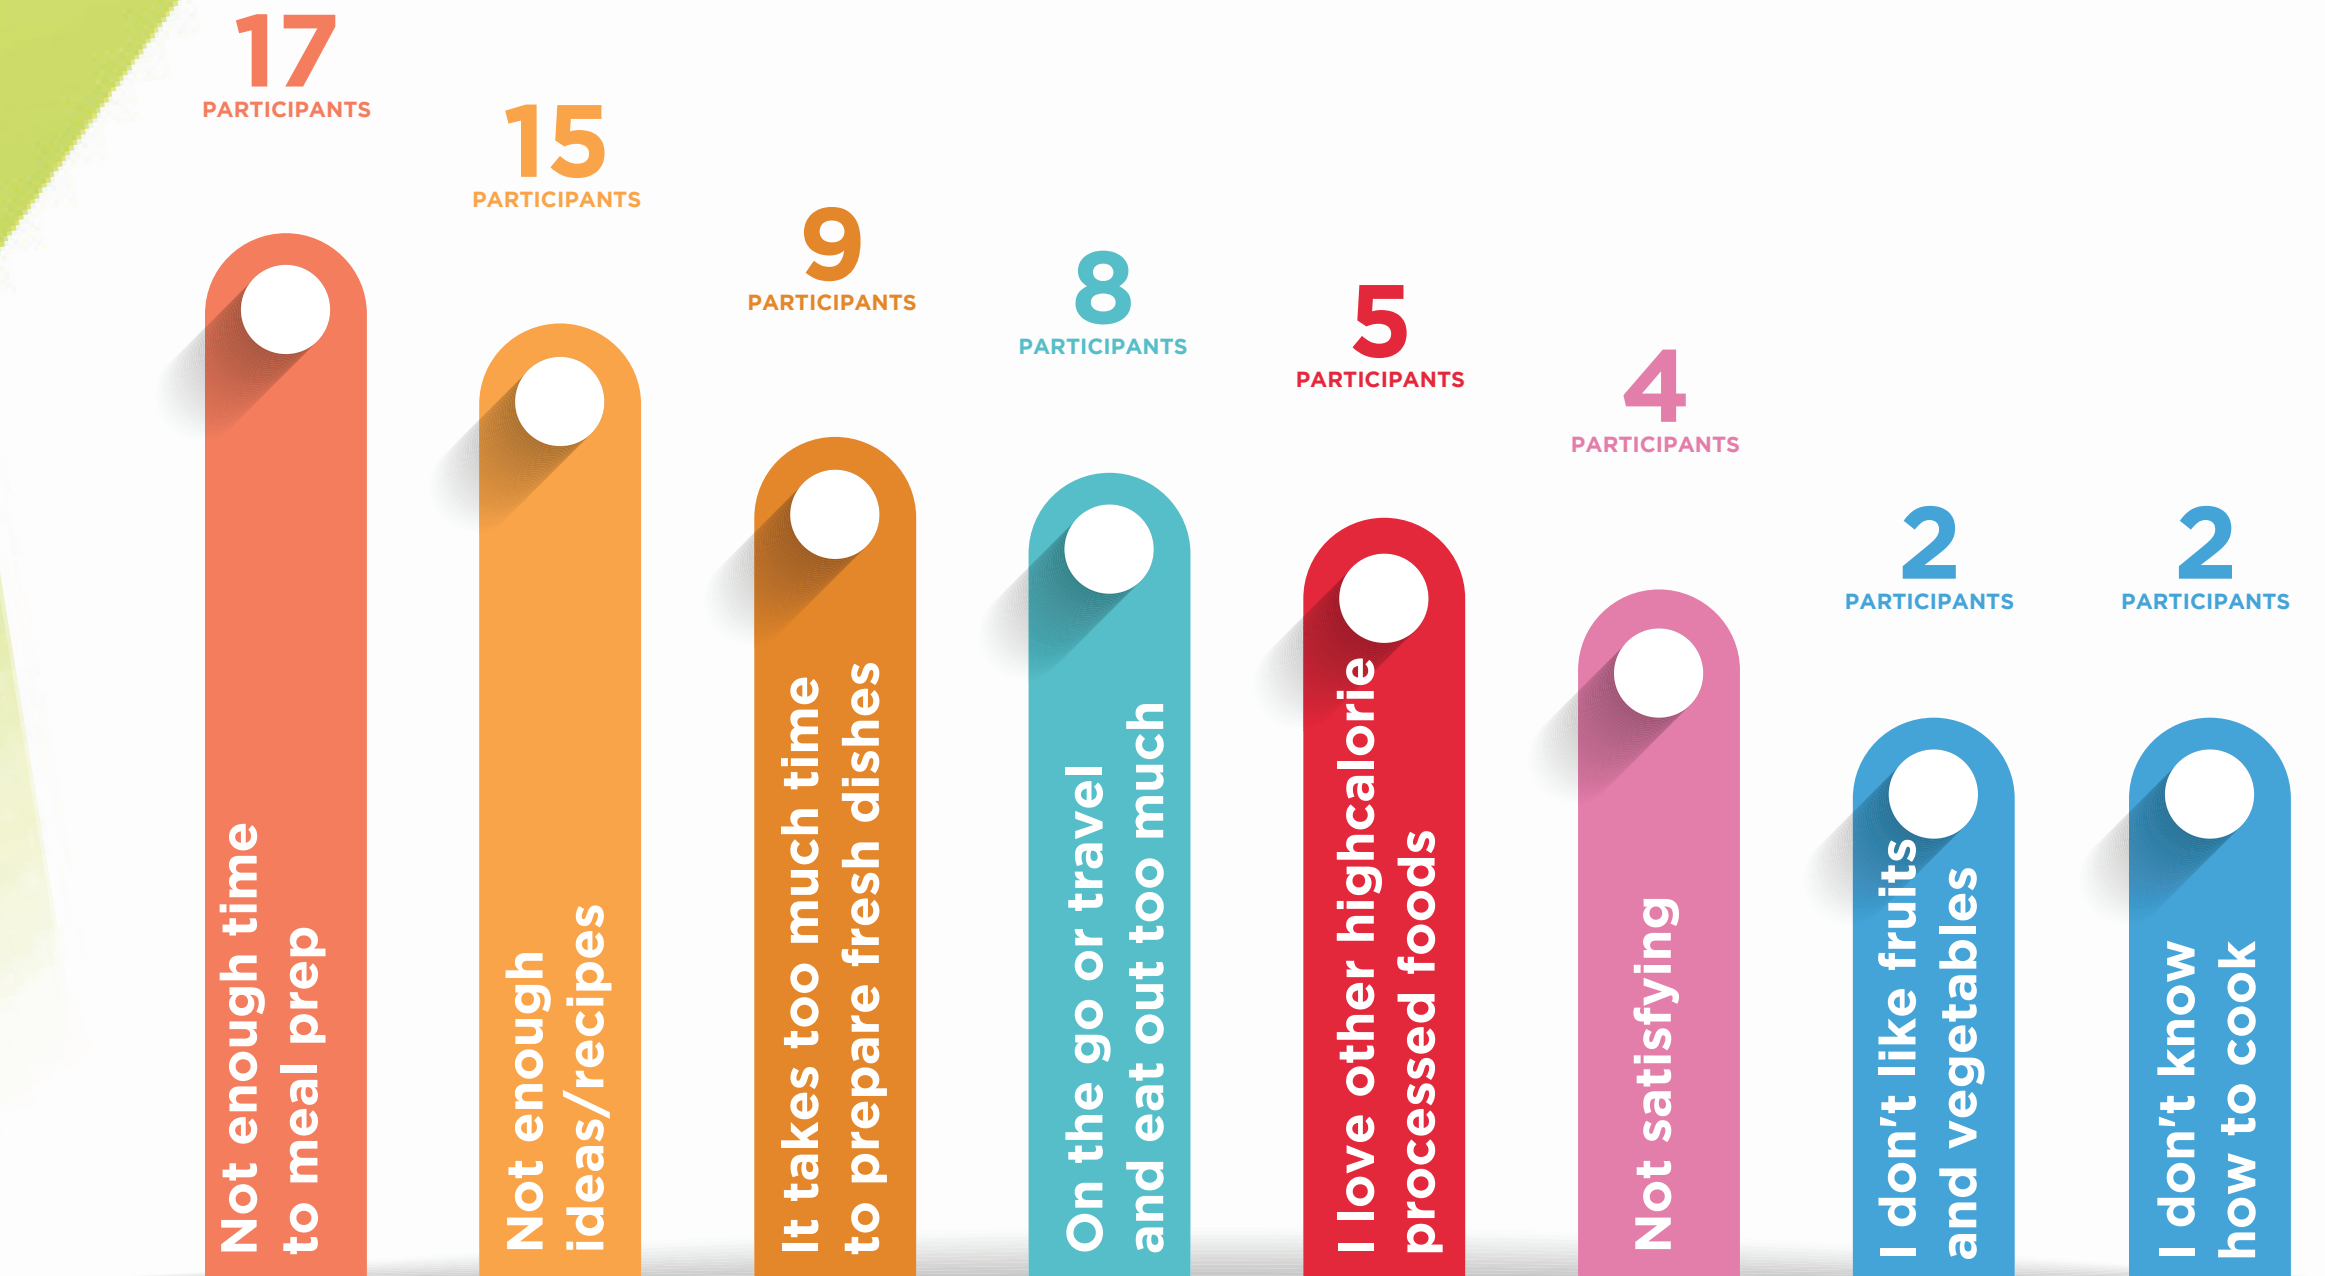 17
PARTICIPANTS
Not enough time
to meal prep
15
PARTICIPANTS
Not enough
ideas/recipes
9
PARTICIPANTS
It takes too much time
to prepare fresh dishes
8
PARTICIPANTS
On the go or travel
and eat out too much
5
PARTICIPANTS
I love other highcalorie
processed foods
4
PARTICIPANTS
Not satisfying
2
PARTICIPANTS
I don't like fruits
and vegetables
2
PARTICIPANTS
I don't know
how to cook